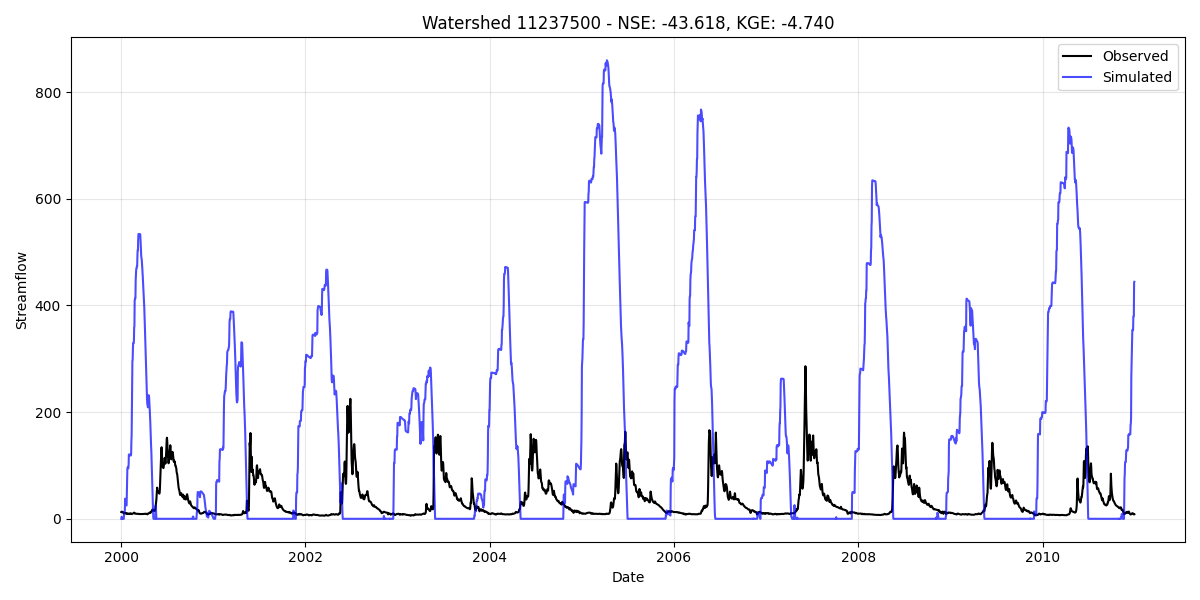 Watershed 11237500 - NSE: -43.618, KGE: -4.740
Observed
Simulated
Streamflow
800
600
400
200
0
2000 2002 2004 2006 2008 2010
Date